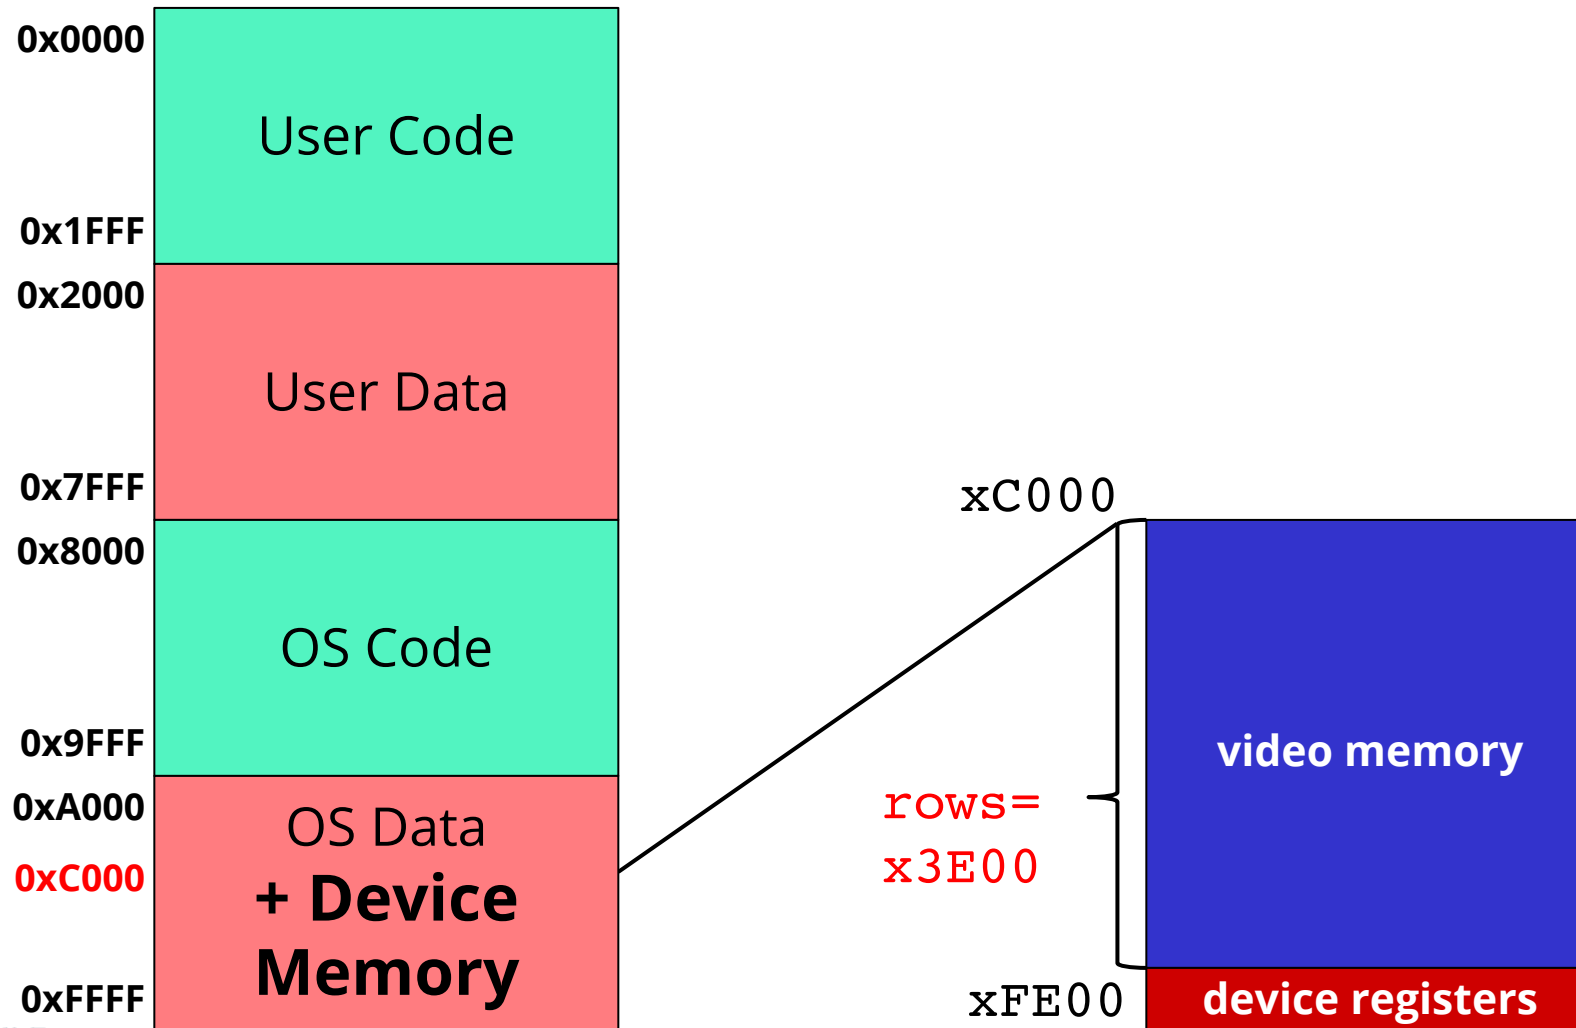 0x0000
User Code
0x1FFF
0x2000
User Data
0x7FFF
0x8000
OS Code
0x9FFF
0xA000
OS Data
0xC000
+ Device
Memory
0xFFFF
xC000
video memory
rows=
x3E00
xFE00
device registers